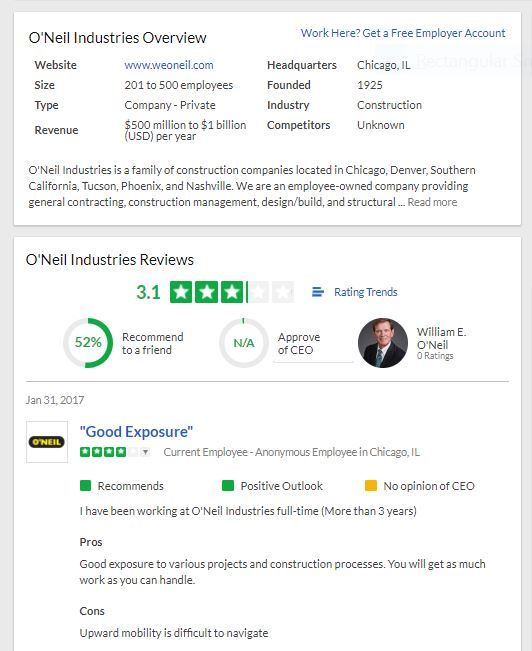 O'Neil Industries Overview
Work Here? Get a Free Employer Account
Website www.weoneil.com Headquarters Chicago, IL
Size 201 to 500 employees Founded 1925
Type Company - Private Industry Construction
Revenue $500 million to $1 billion (USD) per year Competitors Unknown
O'Neil Industries is a family of construction companies located in Chicago, Denver, Southern
California, Tucson, Phoenix, and Nashville. We are an employee-owned company providing
general contracting, construction management, design/build, and structural ... Read more
O'Neil Industries Reviews
3.1 Rating Trends
52% Recommend to a friend
N/A Approve of CEO
William E. O'Neil
0 Ratings
Jan 31, 2017
O'NEIL
"Good Exposure"
Current Employee - Anonymous Employee in Chicago, IL
Recommends Positive Outlook No opinion of CEO
I have been working at O'Neil Industries full-time (More than 3 years)
Pros
Good exposure to various projects and construction processes. You will get as much
work as you can handle.
Cons
Upward mobility is difficult to navigate